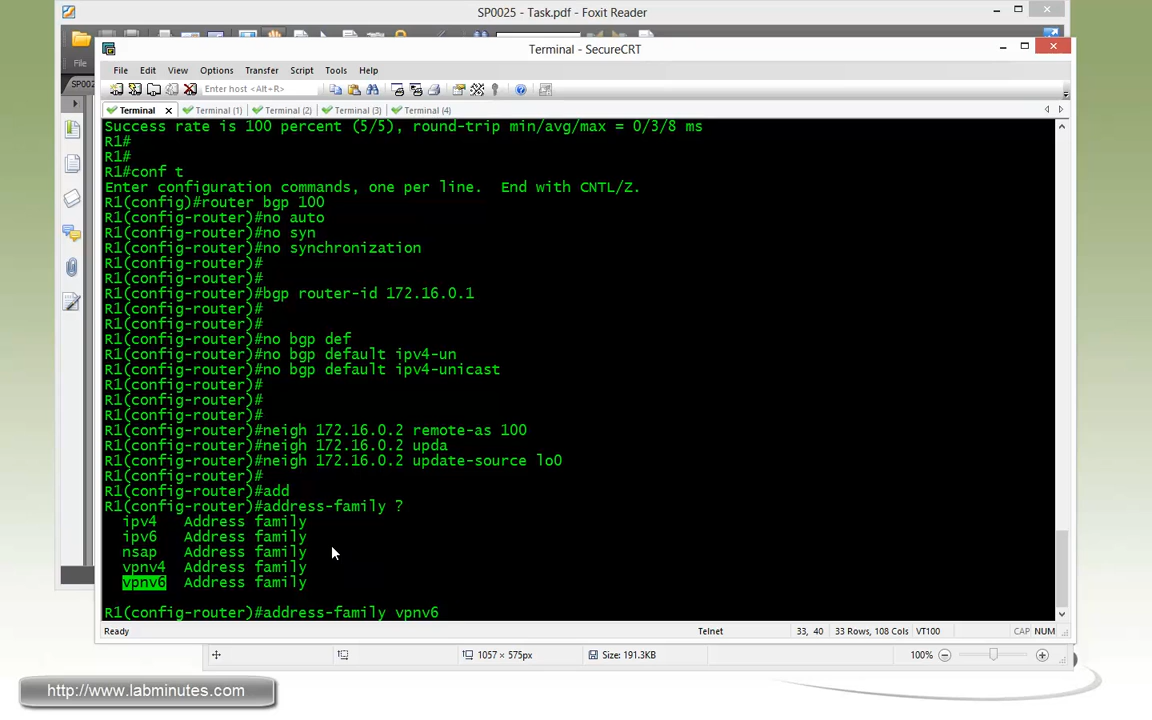 SP0025 - Task.pdf - Foxit Reader
File
SP002
Terminal - SecureCRT
File Edit View Options Transfer Script Tools Help
Enter host <Alt+R>
Terminal Terminal (1) Terminal (2) Terminal (3) Terminal (4)
Success rate is 100 percent (5/5), round-trip min/avg/max = 0/3/8 ms
R1#
R1#
R1#conf t
Enter configuration commands, one per line.  End with CNTL/Z.
R1(config)#router bgp 100
R1(config-router)#no auto
R1(config-router)#no syn
R1(config-router)#no synchronization
R1(config-router)#
R1(config-router)#
R1(config-router)#bgp router-id 172.16.0.1
R1(config-router)#
R1(config-router)#
R1(config-router)#no bgp def
R1(config-router)#no bgp default ipv4-un
R1(config-router)#no bgp default ipv4-unicast
R1(config-router)#
R1(config-router)#
R1(config-router)#
R1(config-router)#neigh 172.16.0.2 remote-as 100
R1(config-router)#neigh 172.16.0.2 upda
R1(config-router)#neigh 172.16.0.2 update-source lo0
R1(config-router)#
R1(config-router)#add
R1(config-router)#address-family ?
ipv4 Address family
ipv6 Address family
nsap Address family
vpnv4 Address family
vpnv6 Address family
R1(config-router)#address-family vpnv6
Ready Telnet 33, 40 33 Rows, 108 Cols VT100 CAP NUM
1057 × 575px Size: 191.3KB 100%
http://www.labminutes.com